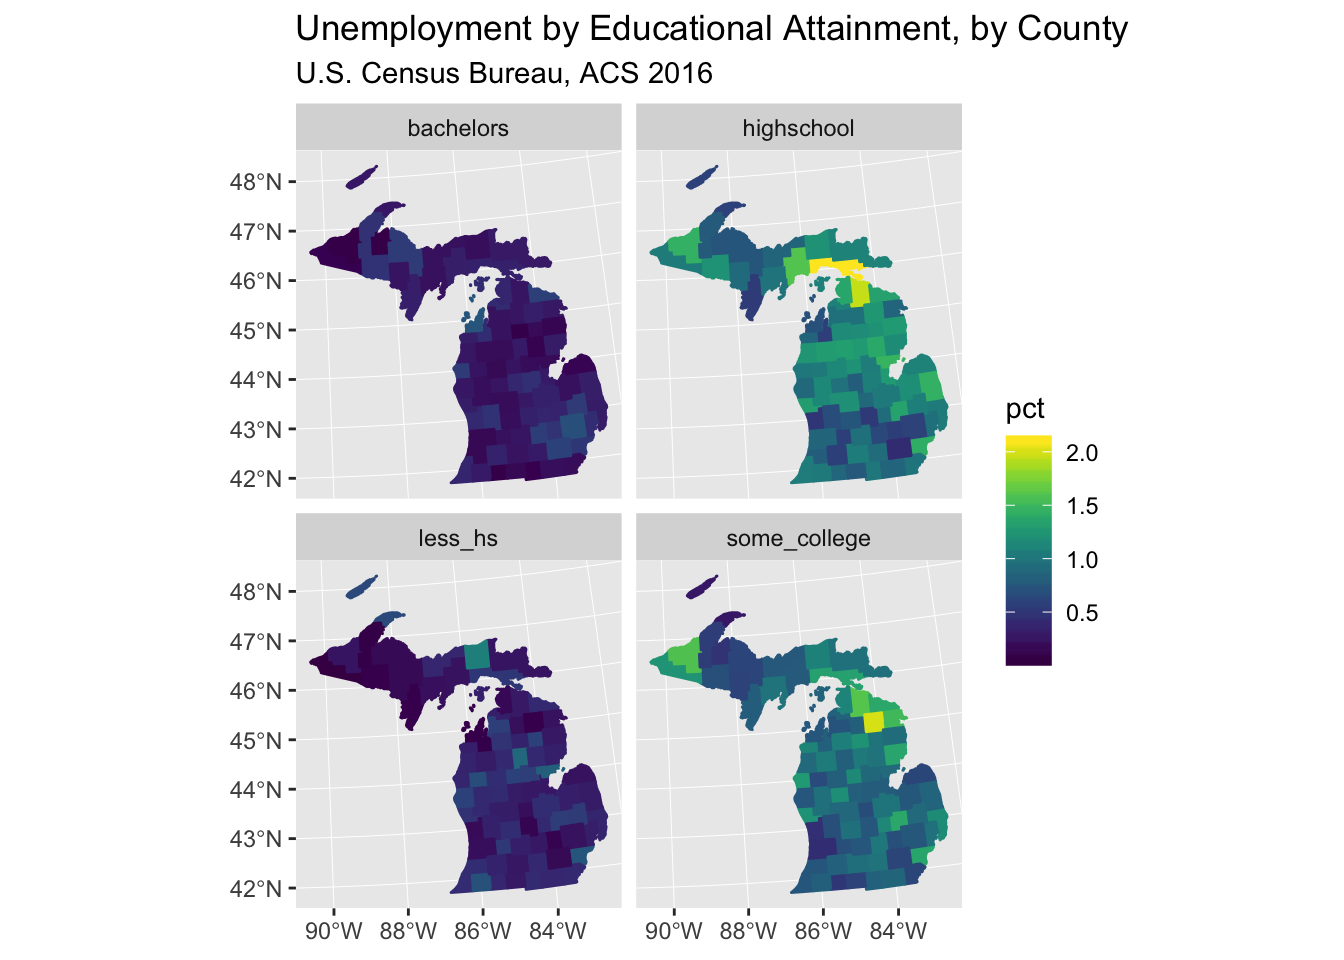 Unemployment by Educational Attainment, by County
U.S. Census Bureau, ACS 2016
bachelors
highschool
48°N
47°N
46°N
45°N
44°N
43°N
42°N
less_hs
some_college
48°N
47°N
46°N
45°N
44°N
43°N
42°N
90°W 88°W 86°W 84°W
90°W 88°W 86°W 84°W
pct
2.0
1.5
1.0
0.5